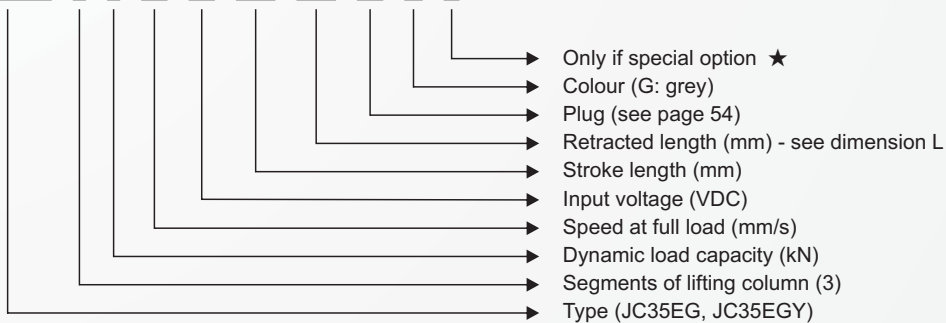 Only if special option ★
Colour (G: grey)
Plug (see page 54)
Retracted length (mm) - see dimension L
Stroke length (mm)
Input voltage (VDC)
Speed at full load (mm/s)
Dynamic load capacity (kN)
Segments of lifting column (3)
Type (JC35EG, JC35EGY)